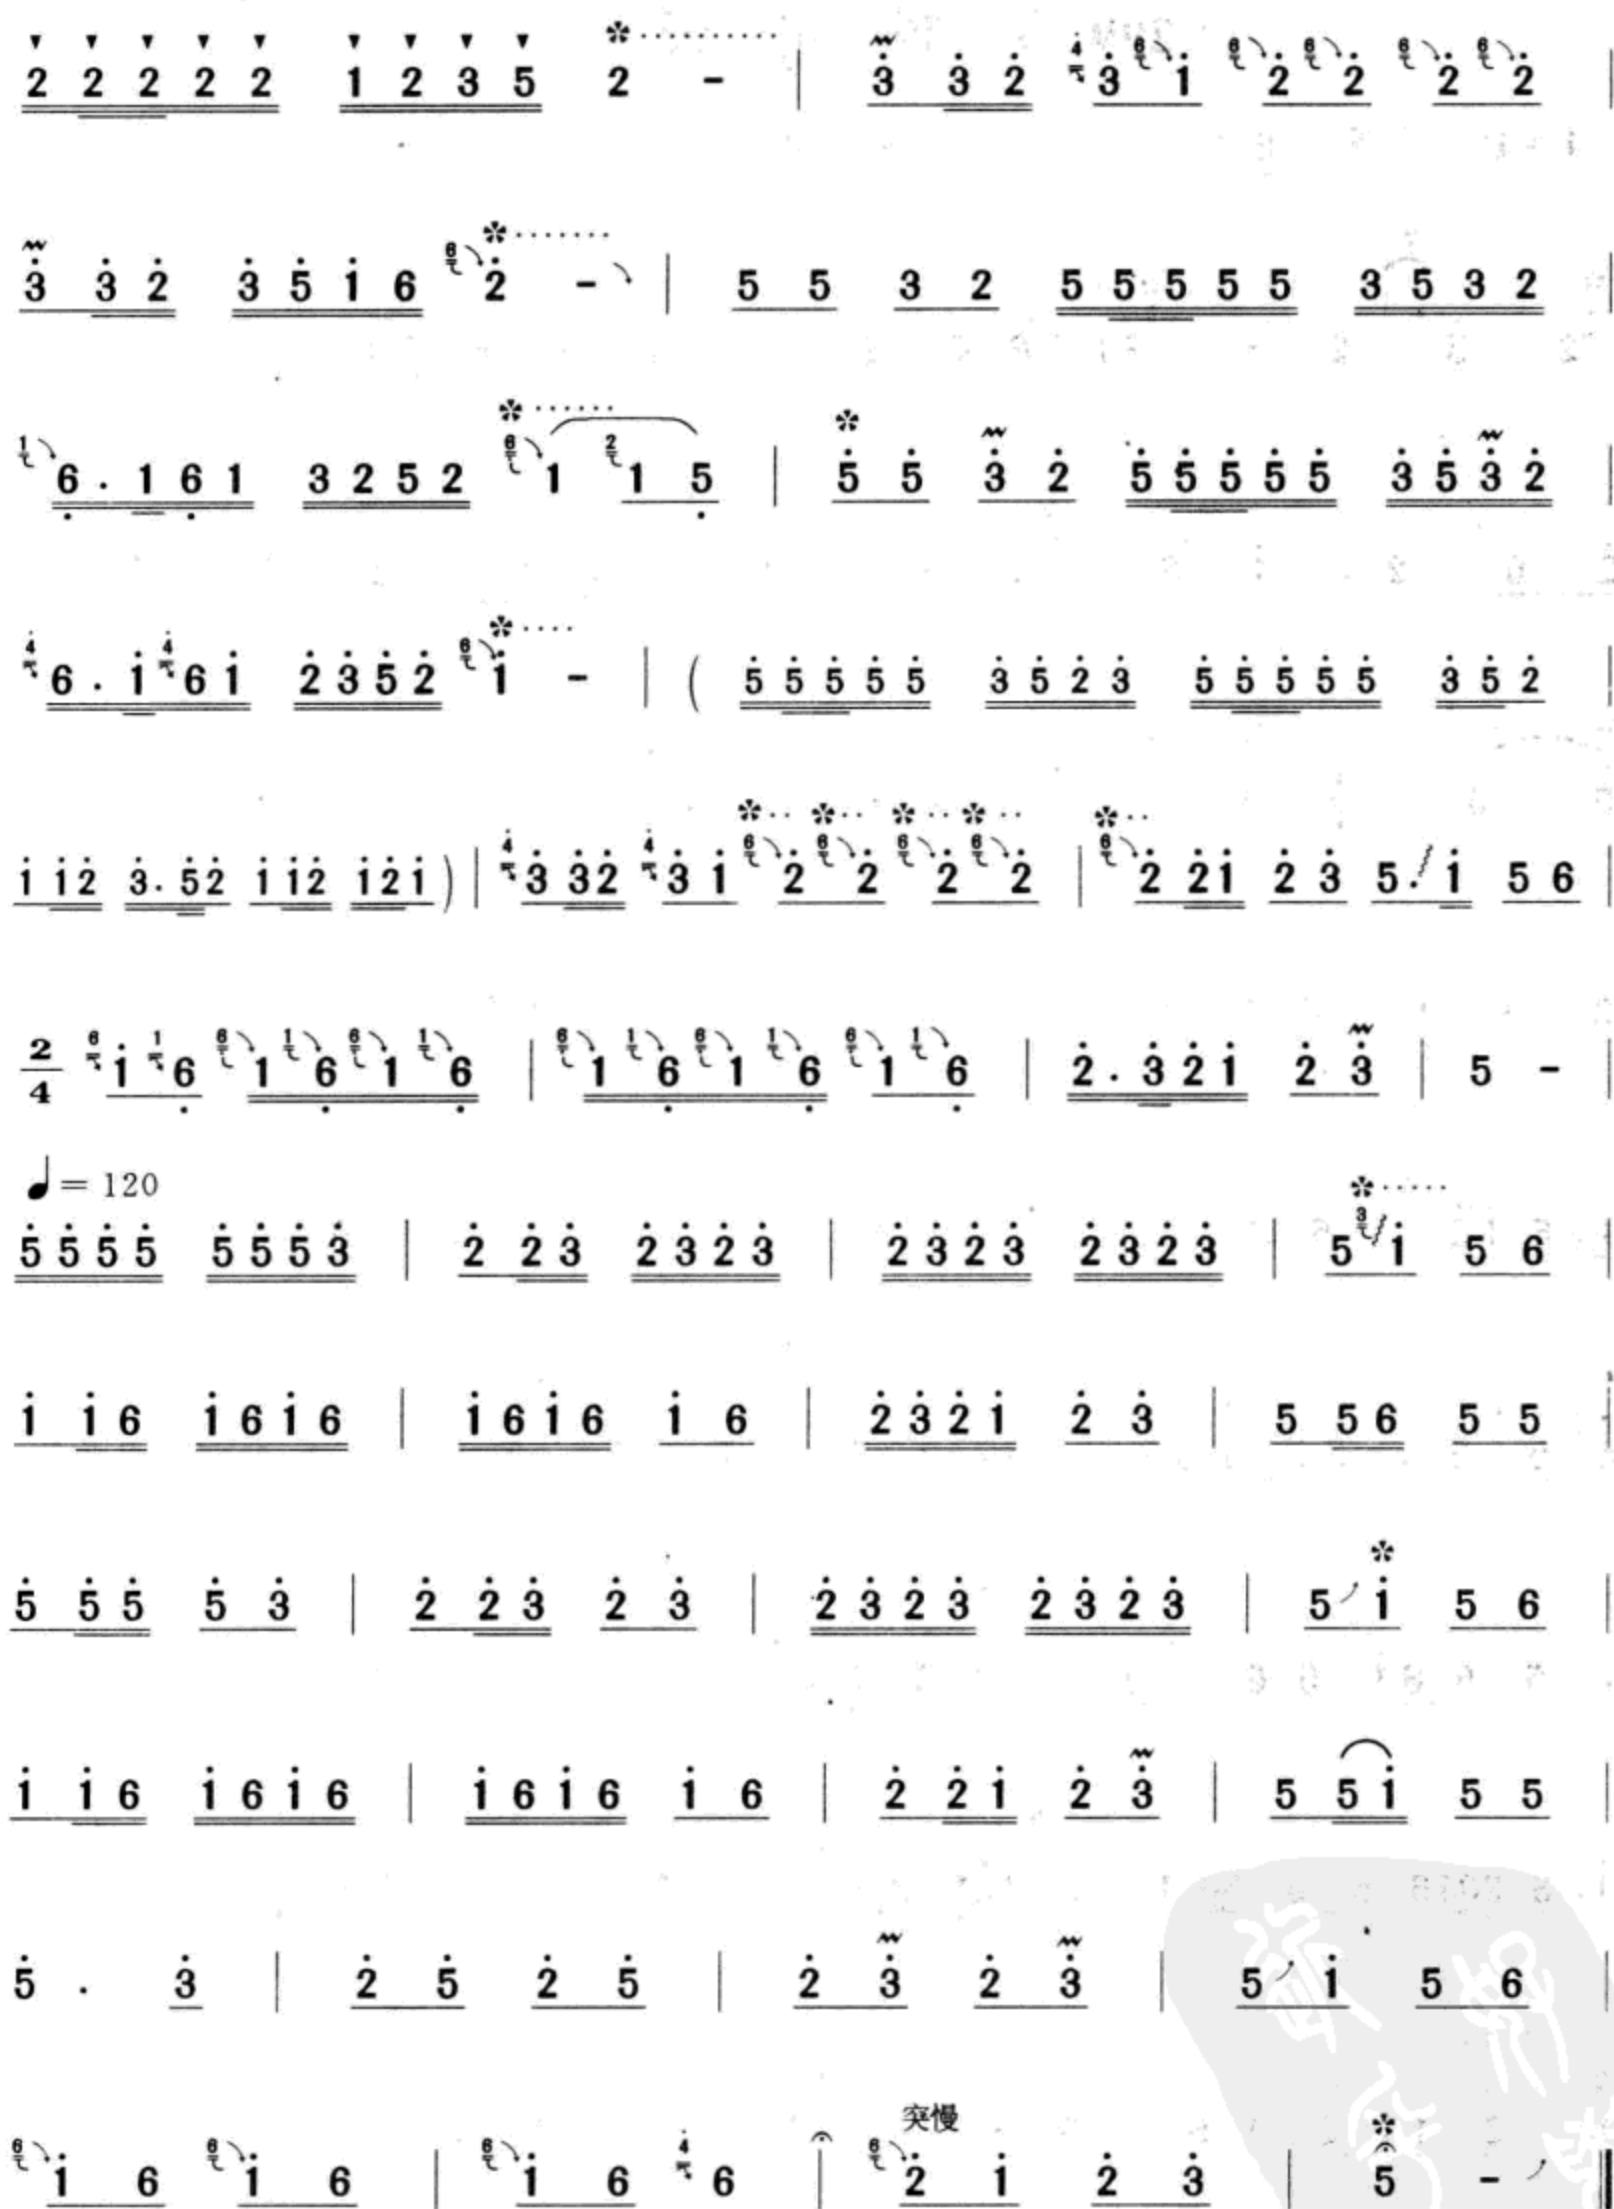 2 2 2 2 2 1 2 3 5 2 - | 3̇ 3̇ 2̇ 3̇ 1̇ 2̇ 2̇ 2̇ 2̇ |
3̇ 3̇ 2̇ 3̇ 5̇ 1̇ 6 2̇ - | 5 5 3 2 5 5 5 5 5 3 5 3 2 |
6̣ . 1 6̣ 1 3 2 5 2 1 1 5̣ | 5̇ 5̇ 3̇ 2̇ 5̇ 5̇ 5̇ 5̇ 5̇ 3̇ 5̇ 3̇ 2̇ |
6 . 1̇ 6 1̇ 2̇ 3̇ 5̇ 2̇ 1̇ - | ( 5̇ 5̇ 5̇ 5̇ 5̇ 3̇ 5̇ 2̇ 3̇ 5̇ 5̇ 5̇ 5̇ 5̇ 3̇ 5̇ 2̇ |
1̇ 1̇ 2̇ 3̇ . 5̇ 2̇ 1̇ 1̇ 2̇ 1̇ 2̇ 1̇ ) | 3̇ 3̇ 2̇ 3̇ 1̇ 2̇ 2̇ 2̇ 2̇ | 2̇ 2̇ 1̇ 2̇ 3̇ 5 . 1̇ 5 6 |
2/4 1̇ 6̣ 1 6̣ 1 6̣ | 1 6̣ 1 6̣ 1 6̣ | 2̇ . 3̇ 2̇ 1̇ 2̇ 3̇ | 5 - |
♩ = 120
5̇ 5̇ 5̇ 5̇ 5̇ 5̇ 5̇ 3̇ | 2̇ 2̇ 3̇ 2̇ 3̇ 2̇ 3̇ | 2̇ 3̇ 2̇ 3̇ 2̇ 3̇ 2̇ 3̇ | 5 1̇ 5 6 |
1̇ 1̇ 6 1̇ 6 1̇ 6 | 1̇ 6 1̇ 6 1̇ 6 | 2̇ 3̇ 2̇ 1̇ 2̇ 3̇ | 5 5 6 5 5 |
5̇ 5̇ 5̇ 5̇ 3̇ | 2̇ 2̇ 3̇ 2̇ 3̇ | 2̇ 3̇ 2̇ 3̇ 2̇ 3̇ 2̇ 3̇ | 5 1̇ 5 6 |
1̇ 1̇ 6 1̇ 6 1̇ 6 | 1̇ 6 1̇ 6 1̇ 6 | 2̇ 2̇ 1̇ 2̇ 3̇ | 5 5 1̇ 5 5 |
5̇ . 3̇ | 2̇ 5̇ 2̇ 5̇ | 2̇ 3̇ 2̇ 3̇ | 5 1̇ 5 6 |
突慢
1̇ 6 1̇ 6 | 1̇ 6 6 | 2̇ 1̇ 2̇ 3̇ | 5̇ - ‖